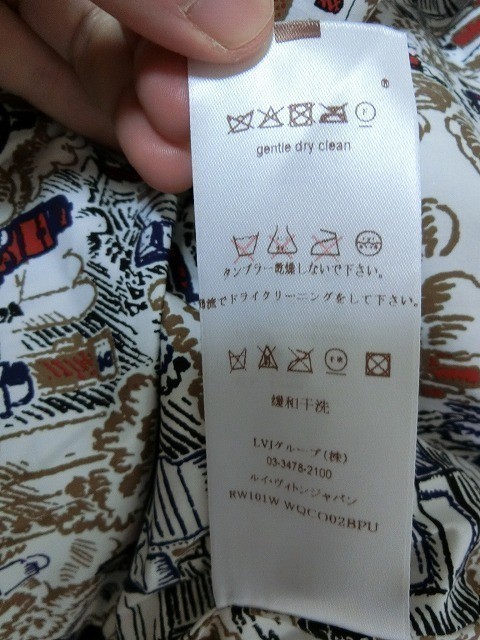 ®
gentle dry clean
タンブラー乾燥しないで下さい。
流でドライクリーニングをして下さい。
缓和干洗
LVJグループ(株)
03-3478-2100
ルイ・ヴィトンジャパン
RW101W WQCO02BPU